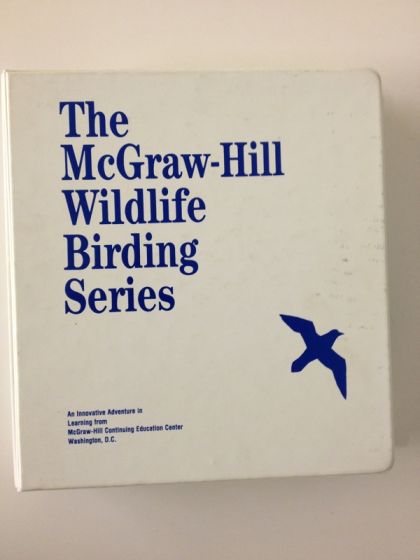 The
McGraw-Hill
Wildlife
Birding
Series
An Innovative Adventure in
Learning from
McGraw-Hill Continuing Education Center
Washington, D.C.